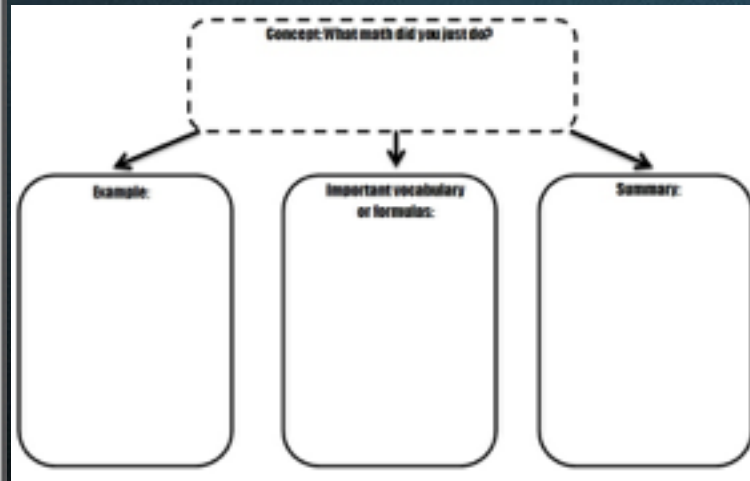 Concept: What math did you just do?
Example:
Important vocabulary
or formulas:
Summary: